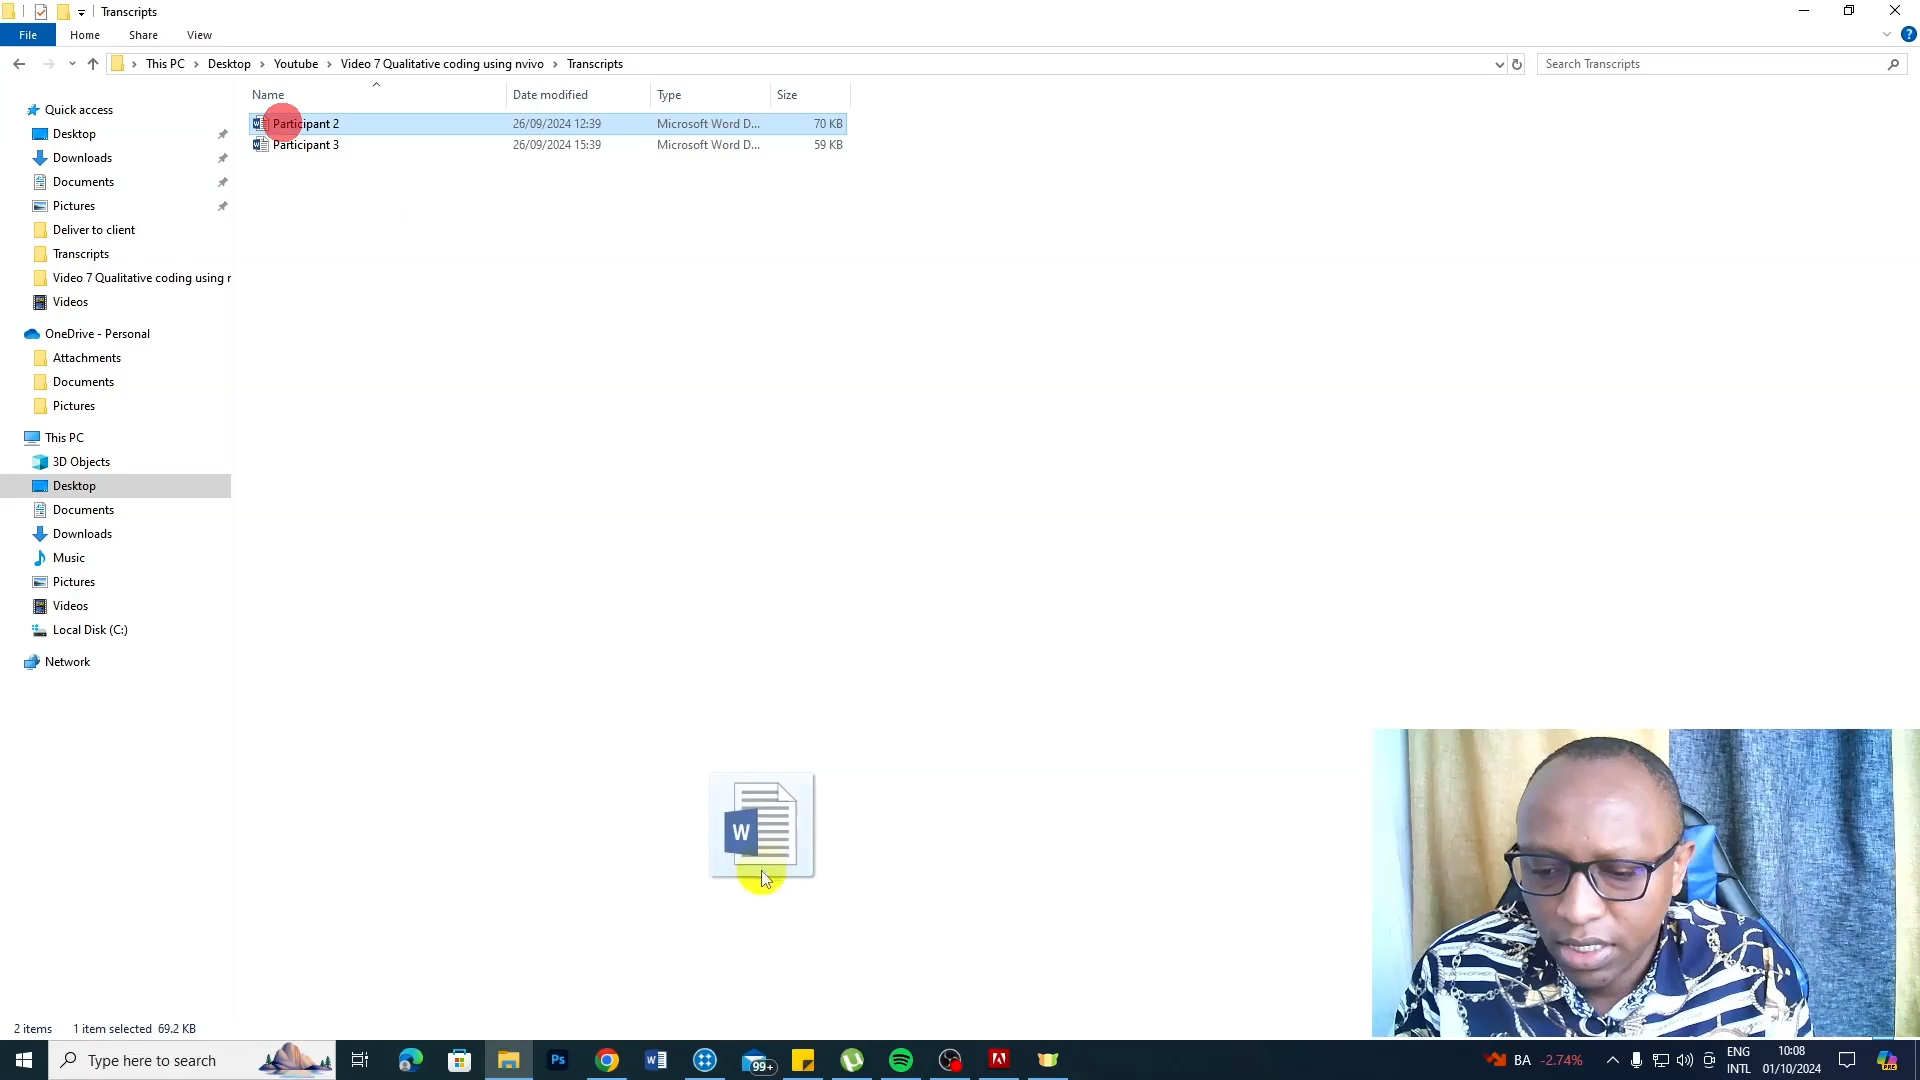 Transcripts
File Home Share View
This PC Desktop Youtube Video 7 Qualitative coding using nvivo Transcripts
Search Transcripts
Name Date modified Type Size
Participant 2 26/09/2024 12:39 Microsoft Word D... 70 KB
Participant 3 26/09/2024 15:39 Microsoft Word D... 59 KB
Quick access
Desktop
Downloads
Documents
Pictures
Deliver to client
Transcripts
Video 7 Qualitative coding using r
Videos
OneDrive - Personal
Attachments
Documents
Pictures
This PC
3D Objects
Desktop
Documents
Downloads
Music
Pictures
Videos
Local Disk (C:)
Network
W
2 items 1 item selected 69.2 KB
Type here to search
Ps
99+
BA -2.74%
ENG
INTL
10:08
01/10/2024
PRE